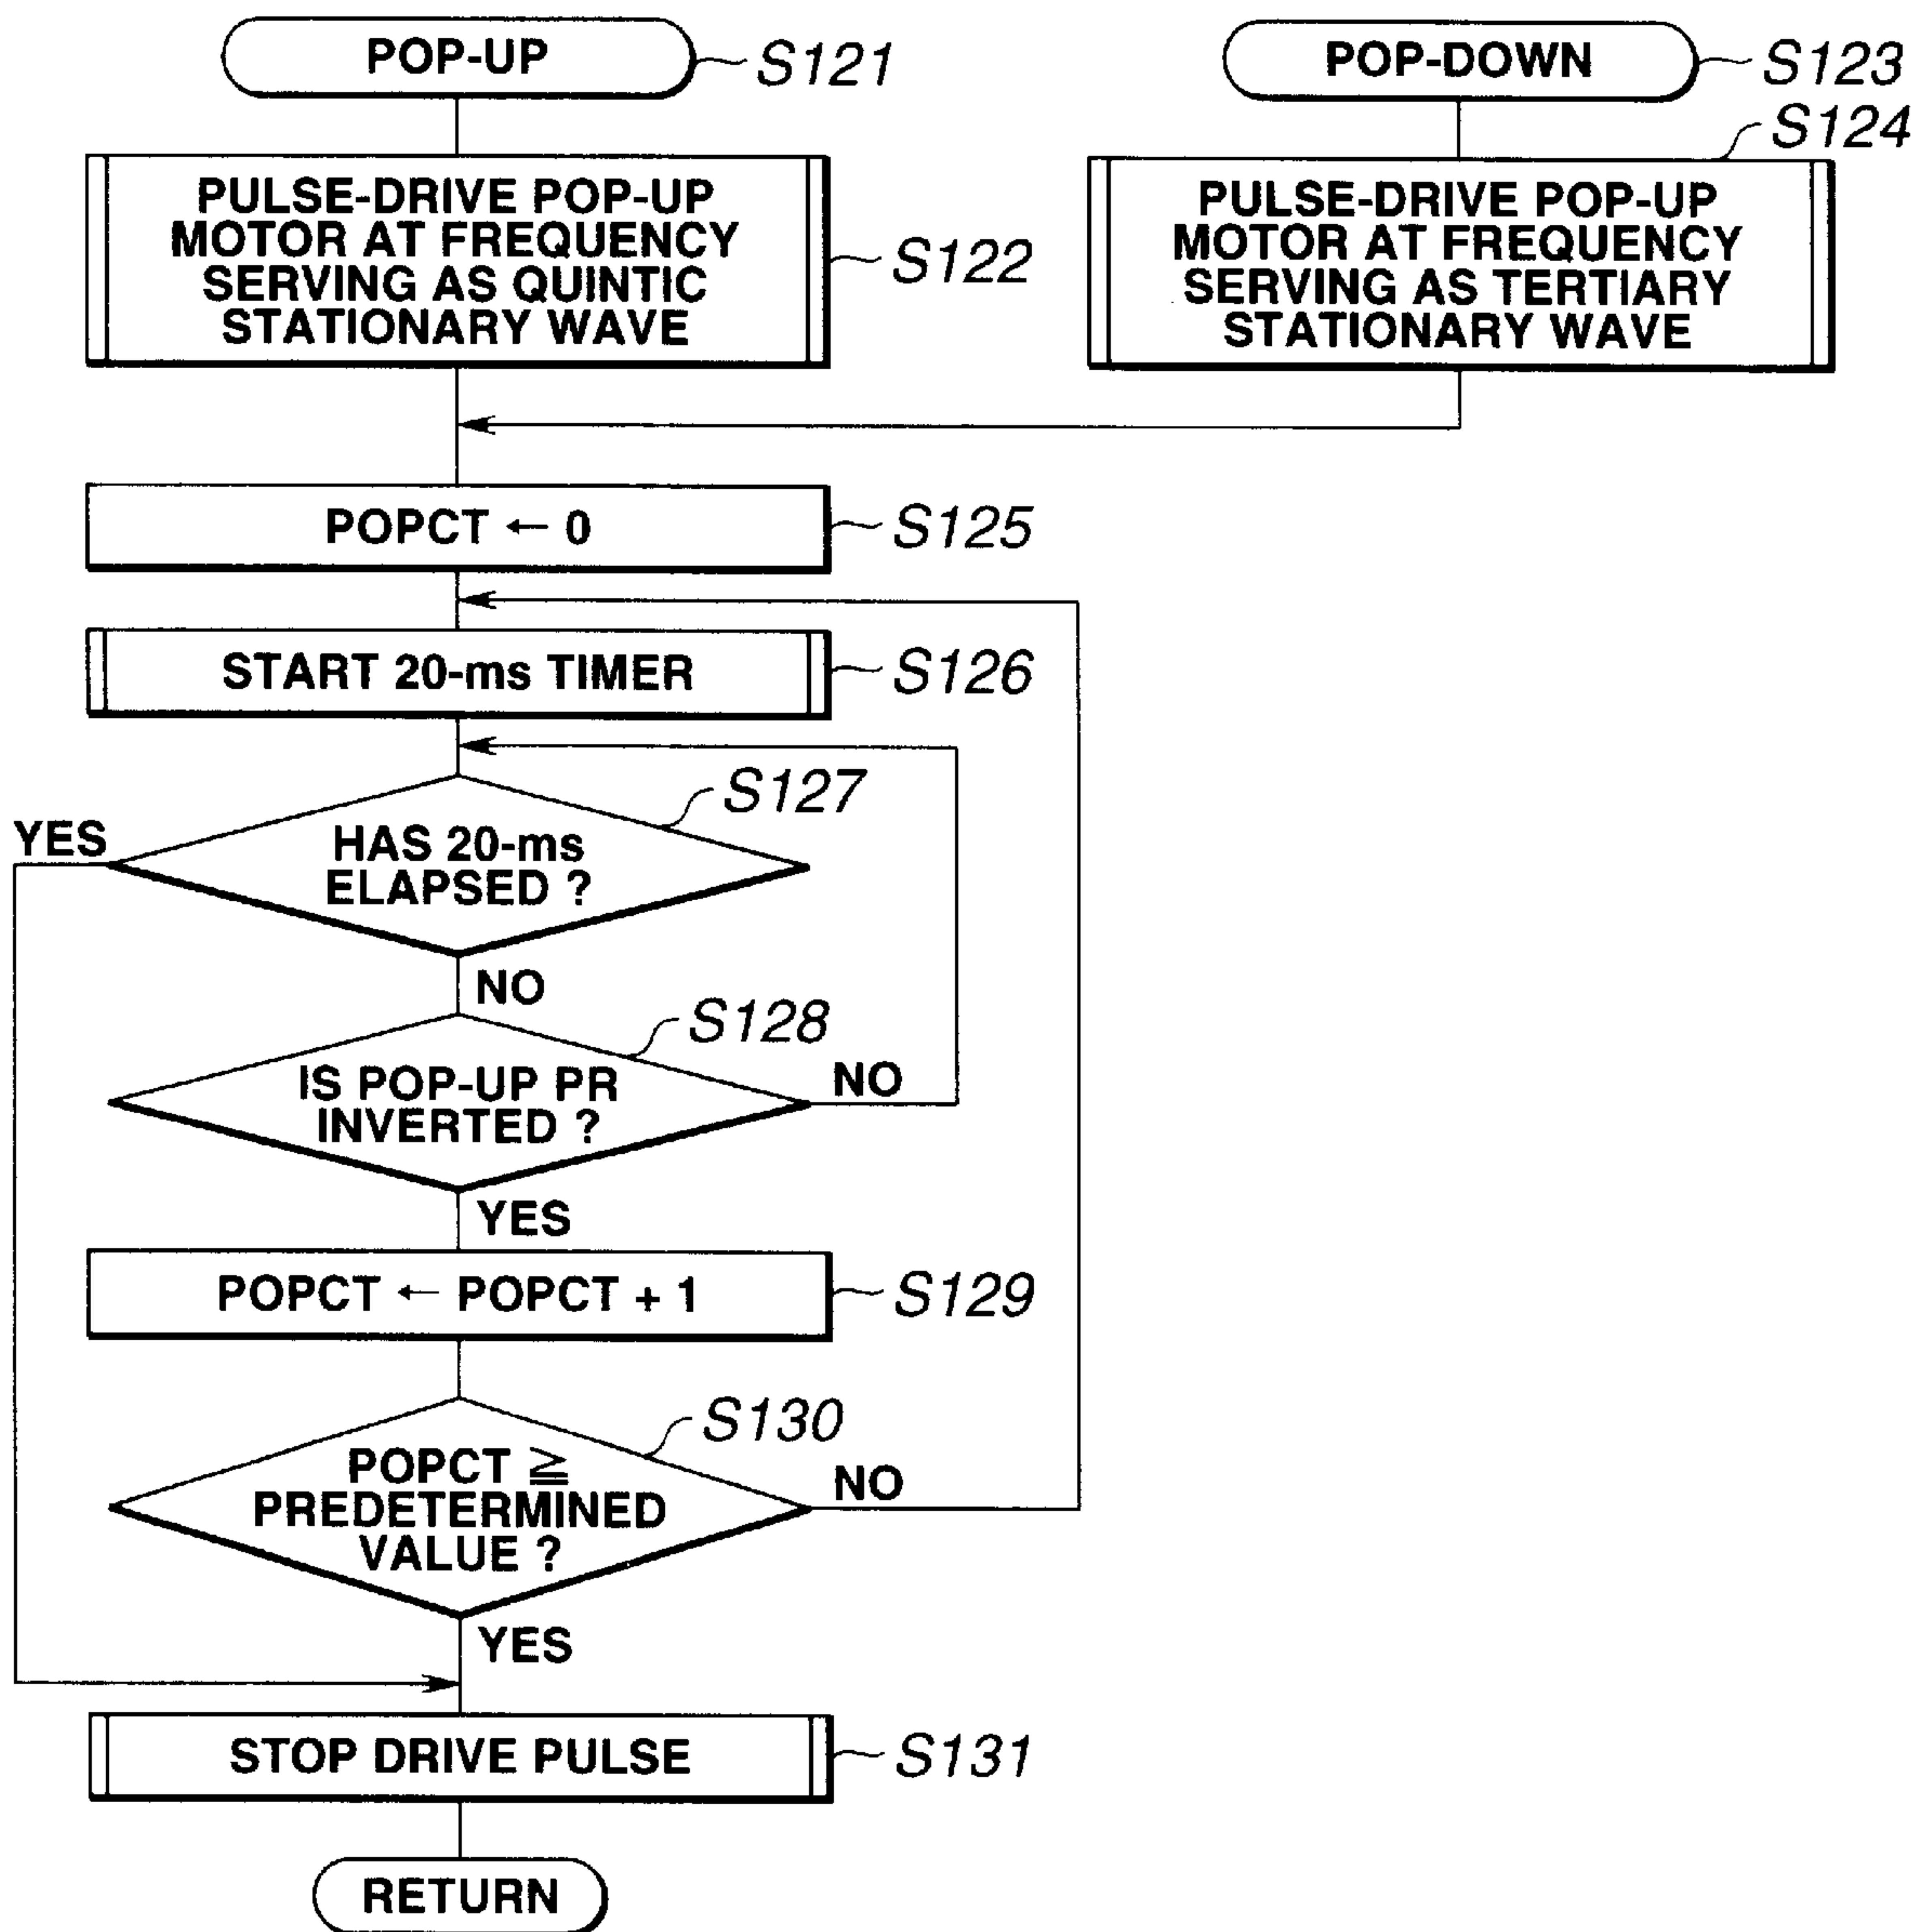 POP-UP
S121
POP-DOWN
S123
PULSE-DRIVE POP-UP
MOTOR AT FREQUENCY
SERVING AS QUINTIC
STATIONARY WAVE
S122
S124
PULSE-DRIVE POP-UP
MOTOR AT FREQUENCY
SERVING AS TERTIARY
STATIONARY WAVE
POPCT ← 0
S125
START 20-ms TIMER
S126
S127
YES
HAS 20-ms
ELAPSED ?
NO
S128
IS POP-UP PR
INVERTED ?
NO
YES
POPCT ← POPCT + 1
S129
S130
POPCT ≧
PREDETERMINED
VALUE ?
NO
YES
STOP DRIVE PULSE
S131
RETURN